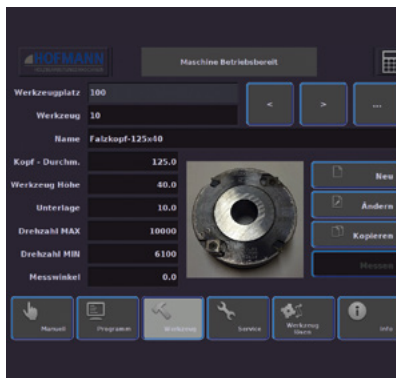 HOFMANN
Maschine Betriebsbereit
Werkzeugplatz 100
< > ...
Werkzeug 10
Name Falzkopf-125x40
Kopf - Durchm. 125.0
Werkzeug Höhe 40.0
Unterlage 10.0
Drehzahl MAX 10000
Drehzahl MIN 6100
Messwinkel 0.0
Neu
Ändern
Kopieren
Messen
Manuell Programm Werkzeug Service Werkzeug lösen Info